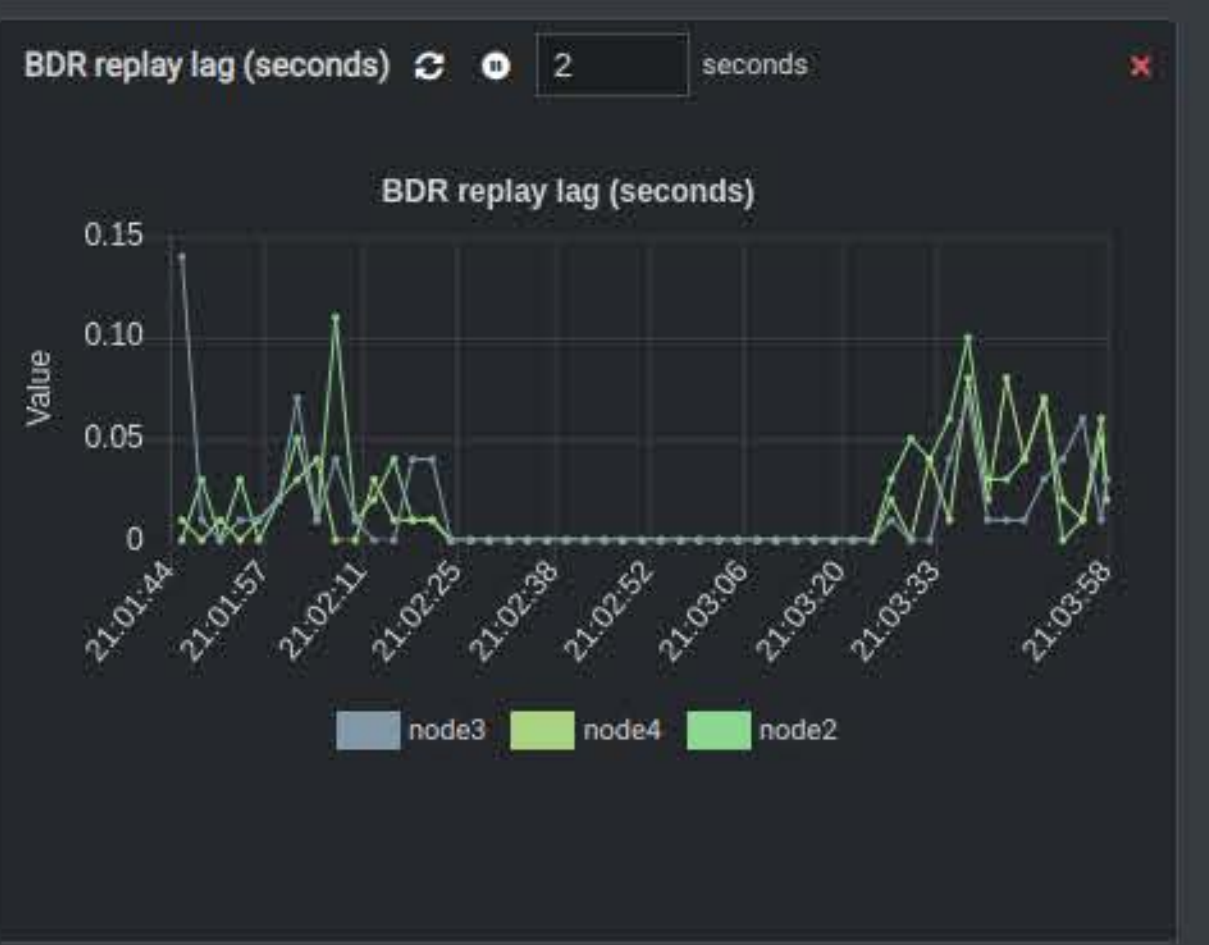 BDR replay lag (seconds) 2 seconds
BDR replay lag (seconds)
0.15
0.10
0.05
0
Value
21:01:44 21:01:57 21:02:11 21:02:25 21:02:38 21:02:52 21:03:06 21:03:20 21:03:33 21:03:58
node3 node4 node2